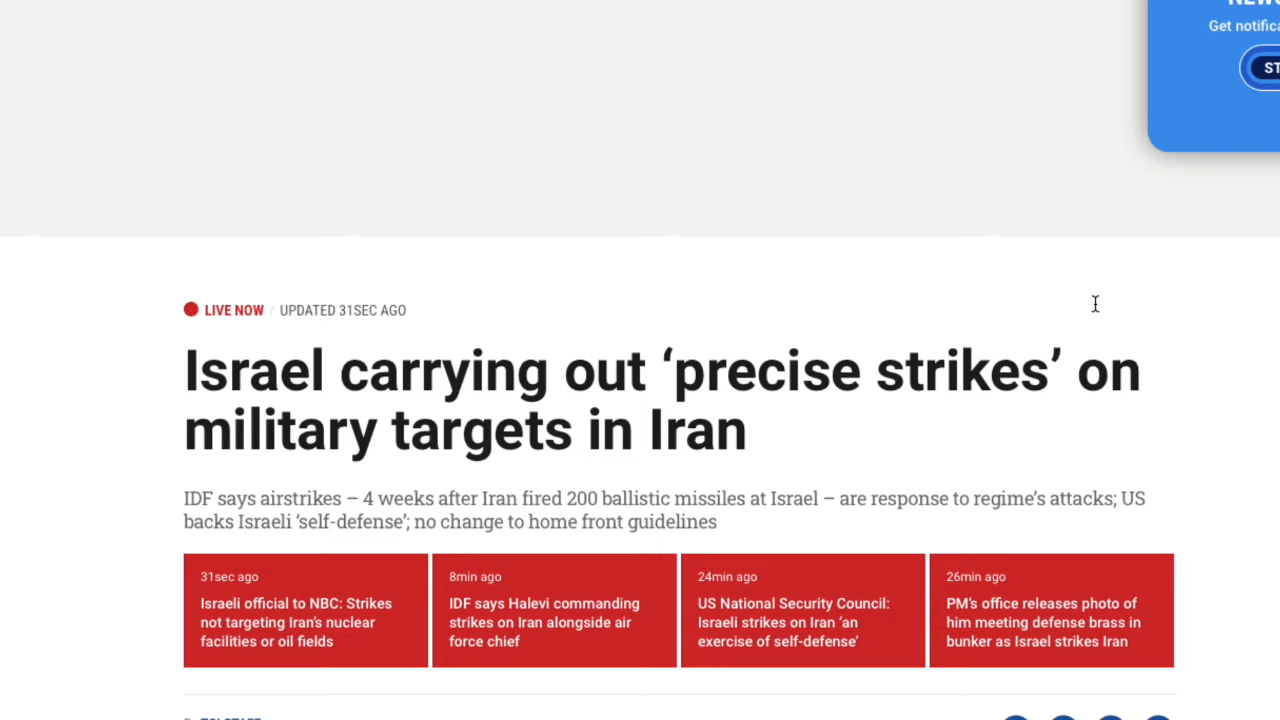 Get notifica
ST
LIVE NOW / UPDATED 31SEC AGO
Israel carrying out ‘precise strikes’ on
military targets in Iran
IDF says airstrikes – 4 weeks after Iran fired 200 ballistic missiles at Israel – are response to regime’s attacks; US
backs Israeli ‘self-defense’; no change to home front guidelines
31sec ago
Israeli official to NBC: Strikes
not targeting Iran’s nuclear
facilities or oil fields
8min ago
IDF says Halevi commanding
strikes on Iran alongside air
force chief
24min ago
US National Security Council:
Israeli strikes on Iran ‘an
exercise of self-defense’
26min ago
PM’s office releases photo of
him meeting defense brass in
bunker as Israel strikes Iran